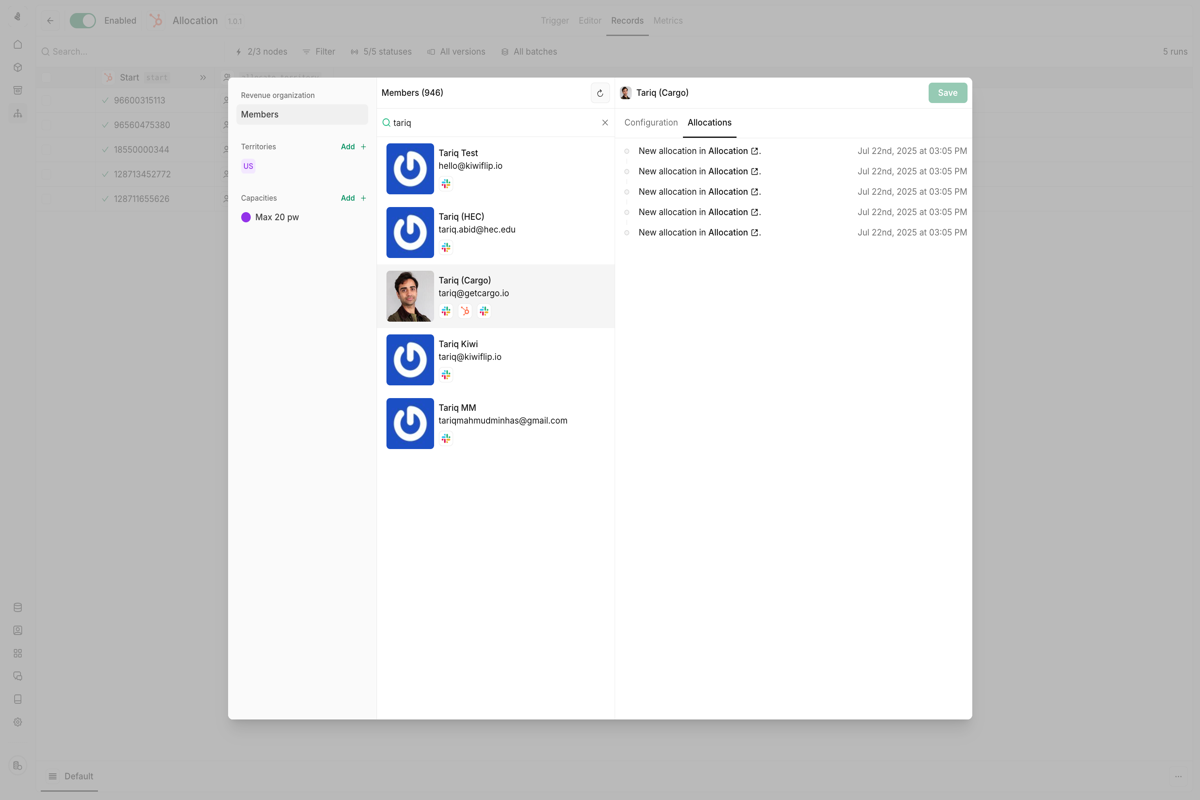 Enabled
Allocation
1.0.1
Trigger
Editor
Records
Metrics
Search...
2/3 nodes
Filter
5/5 statuses
All versions
All batches
5 runs
Start
start
96600315113
96560475380
18550000344
128713452772
128711655626
Revenue organization
Members
Territories
Add +
US
Capacities
Add +
Max 20 pw
Members (946)
tariq
Tariq Test
hello@kiwiflip.io
Tariq (HEC)
tariq.abid@hec.edu
Tariq (Cargo)
tariq@getcargo.io
Tariq Kiwi
tariq@kiwiflip.io
Tariq MM
tariqmahmudminhas@gmail.com
Tariq (Cargo)
Save
Configuration
Allocations
New allocation in Allocation. Jul 22nd, 2025 at 03:05 PM
New allocation in Allocation. Jul 22nd, 2025 at 03:05 PM
New allocation in Allocation. Jul 22nd, 2025 at 03:05 PM
New allocation in Allocation. Jul 22nd, 2025 at 03:05 PM
New allocation in Allocation. Jul 22nd, 2025 at 03:05 PM
Default